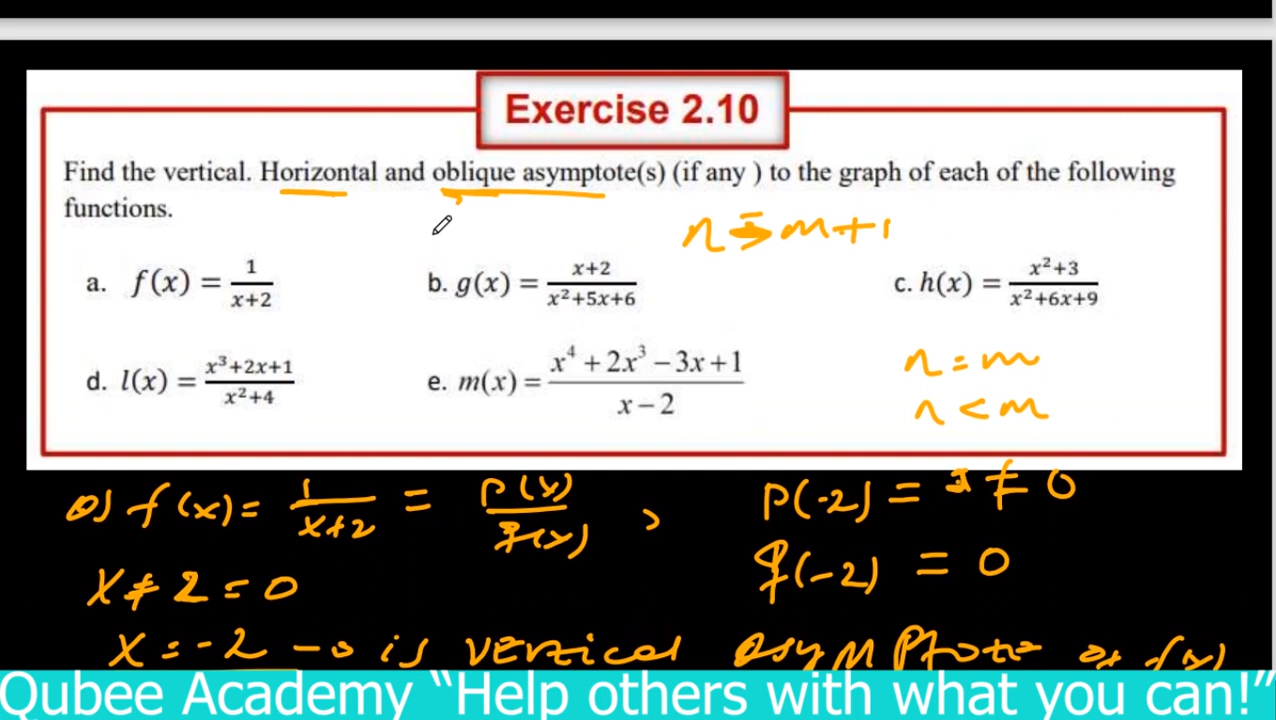 Exercise 2.10
Find the vertical. Horizontal and oblique asymptote(s) (if any ) to the graph of each of the following
functions.
n = m + 1
a. f(x) = 1/(x+2)
b. g(x) = (x+2)/(x²+5x+6)
c. h(x) = (x²+3)/(x²+6x+9)
d. l(x) = (x³+2x+1)/(x²+4)
e. m(x) = (x⁴ + 2x³ − 3x + 1)/(x − 2)
n = m
n < m
a) f(x) = 1/(x+2) = p(x)/q(x) , p(-2) = 1 ≠ 0
q(-2) = 0
x + 2 = 0
x = -2 → is vertical asymptote of f(x)
Qubee Academy “Help others with what you can!”